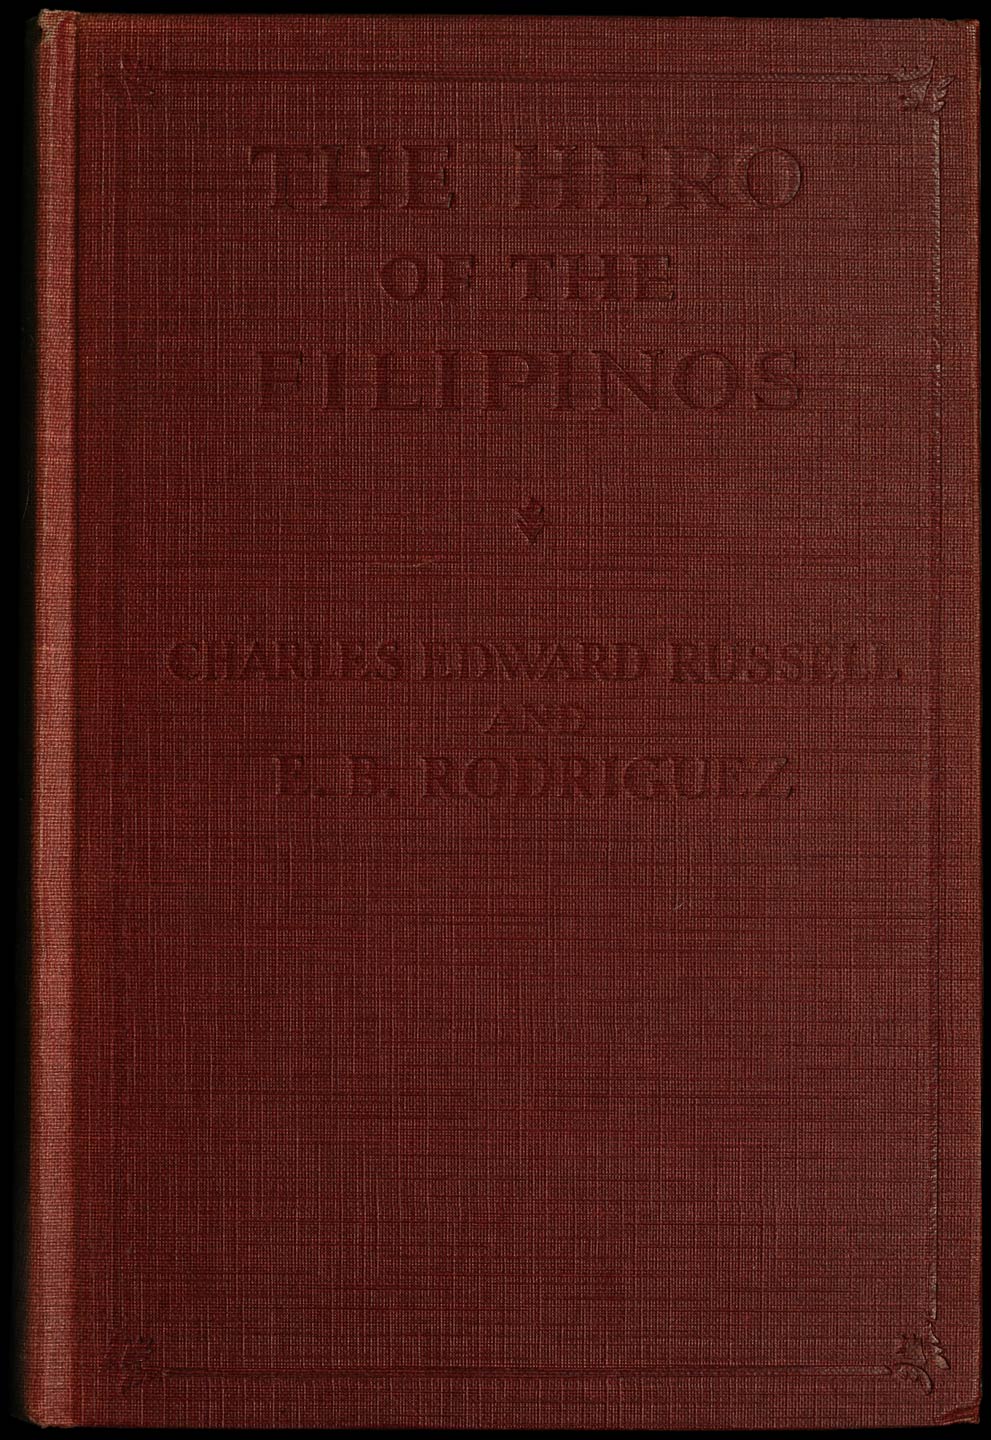 THE HERO
OF THE
FILIPINOS
CHARLES EDWARD RUSSELL
AND
E. B. RODRIGUEZ